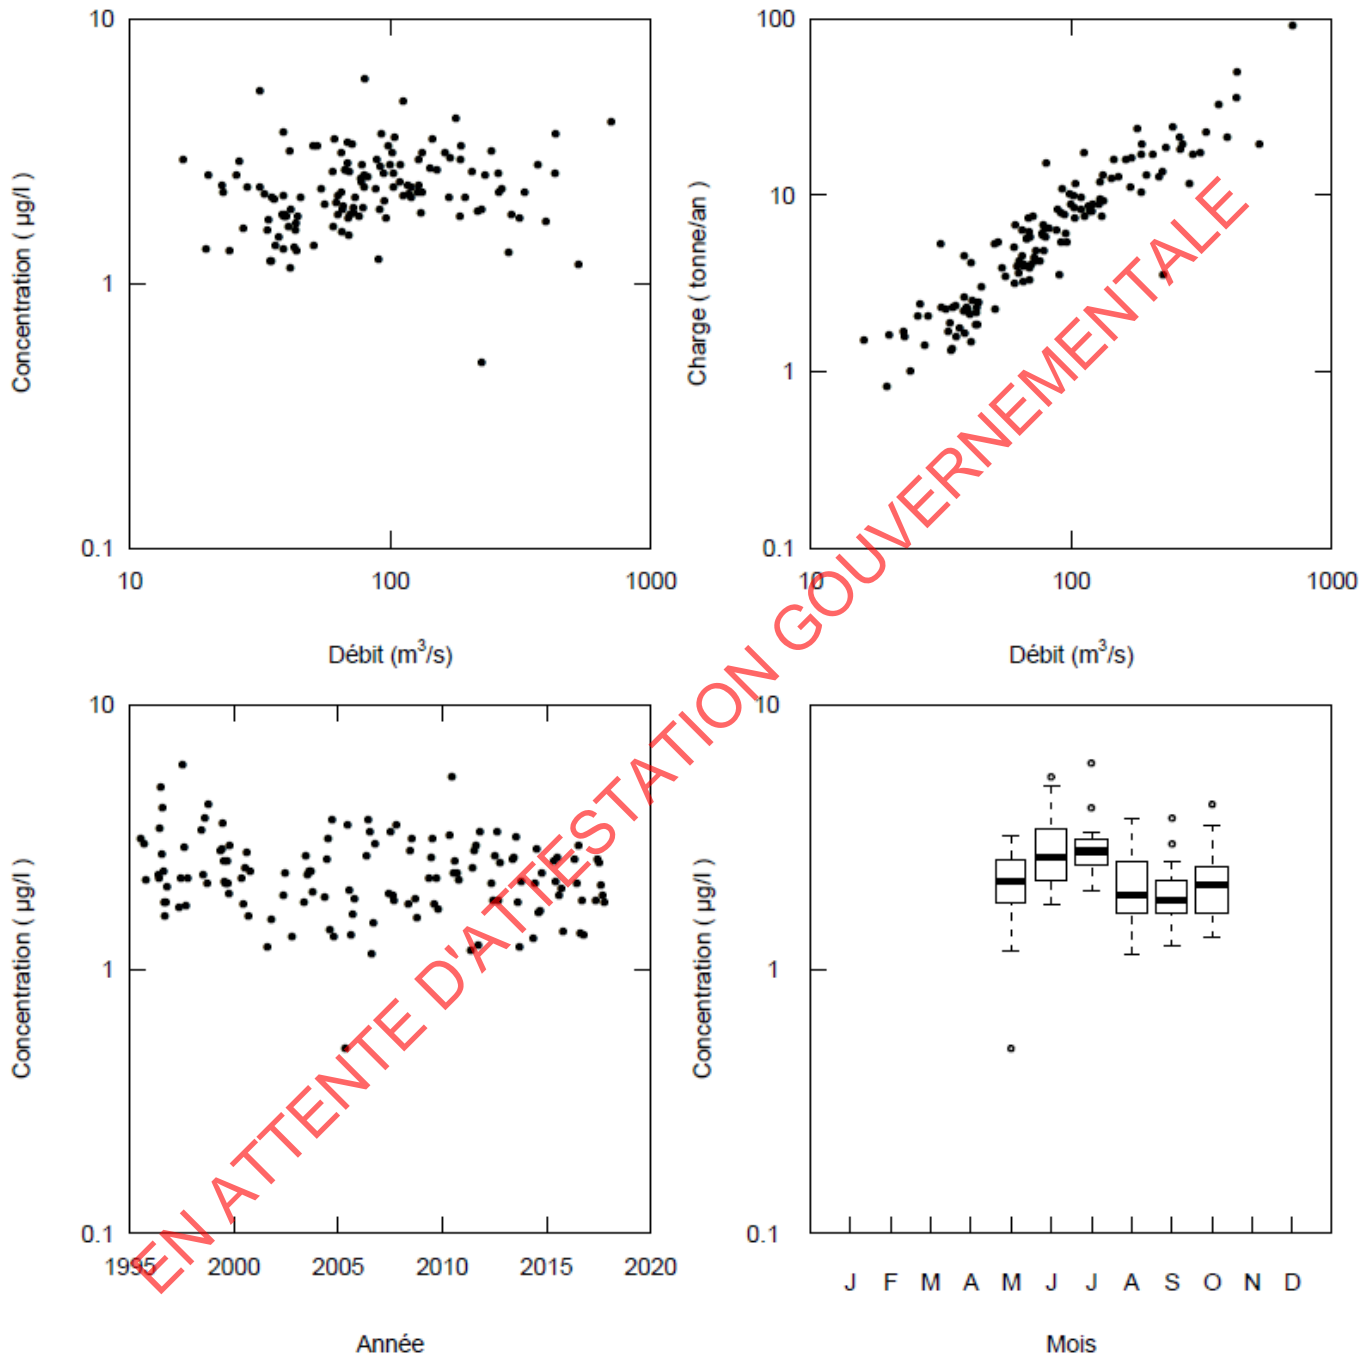 10
1
0.1
10
100
1000
Concentration ( µg/l )
Débit (m³/s)
100
10
1
0.1
10
100
1000
Charge ( tonne/an )
Débit (m³/s)
10
1
0.1
1995
2000
2005
2010
2015
2020
Concentration ( µg/l )
Année
10
1
0.1
J F M A M J J A S O N D
Concentration ( µg/l )
Mois
EN ATTENTE D'ATTESTATION GOUVERNEMENTALE